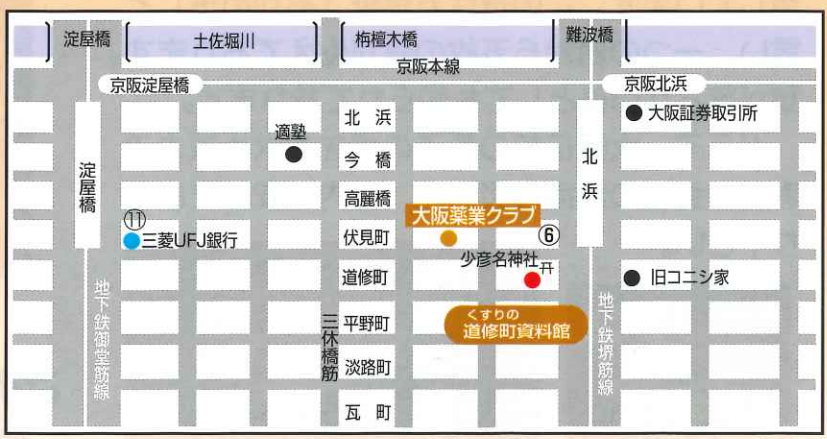 淀屋橋
土佐堀川
栴檀木橋
難波橋
京阪本線
京阪淀屋橋
京阪北浜
大阪証券取引所
北浜
適塾
今橋
淀屋橋
北浜
高麗橋
大阪薬業クラブ
⑪
三菱UFJ銀行
伏見町
⑥
少彦名神社
道修町
旧コニシ家
地下鉄御堂筋線
三休橋筋
平野町
くすりの
道修町資料館
地下鉄堺筋線
淡路町
瓦町